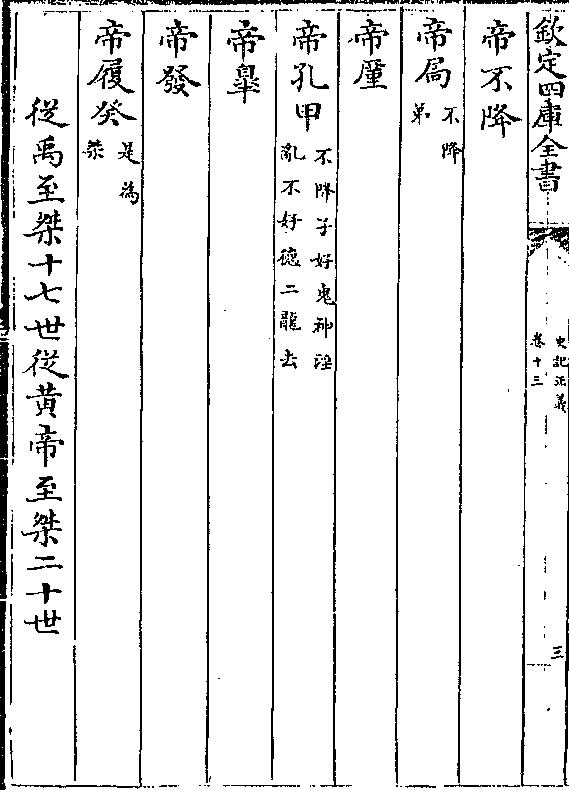 欽定四庫全書
史記正義
卷十三
三
帝不降
帝扃不降
弟
帝廑
帝孔甲不降子好鬼神淫
亂不好德二龍去
帝皐
帝發
帝履癸是為
桀
從禹至桀十七世從黄帝至桀二十世